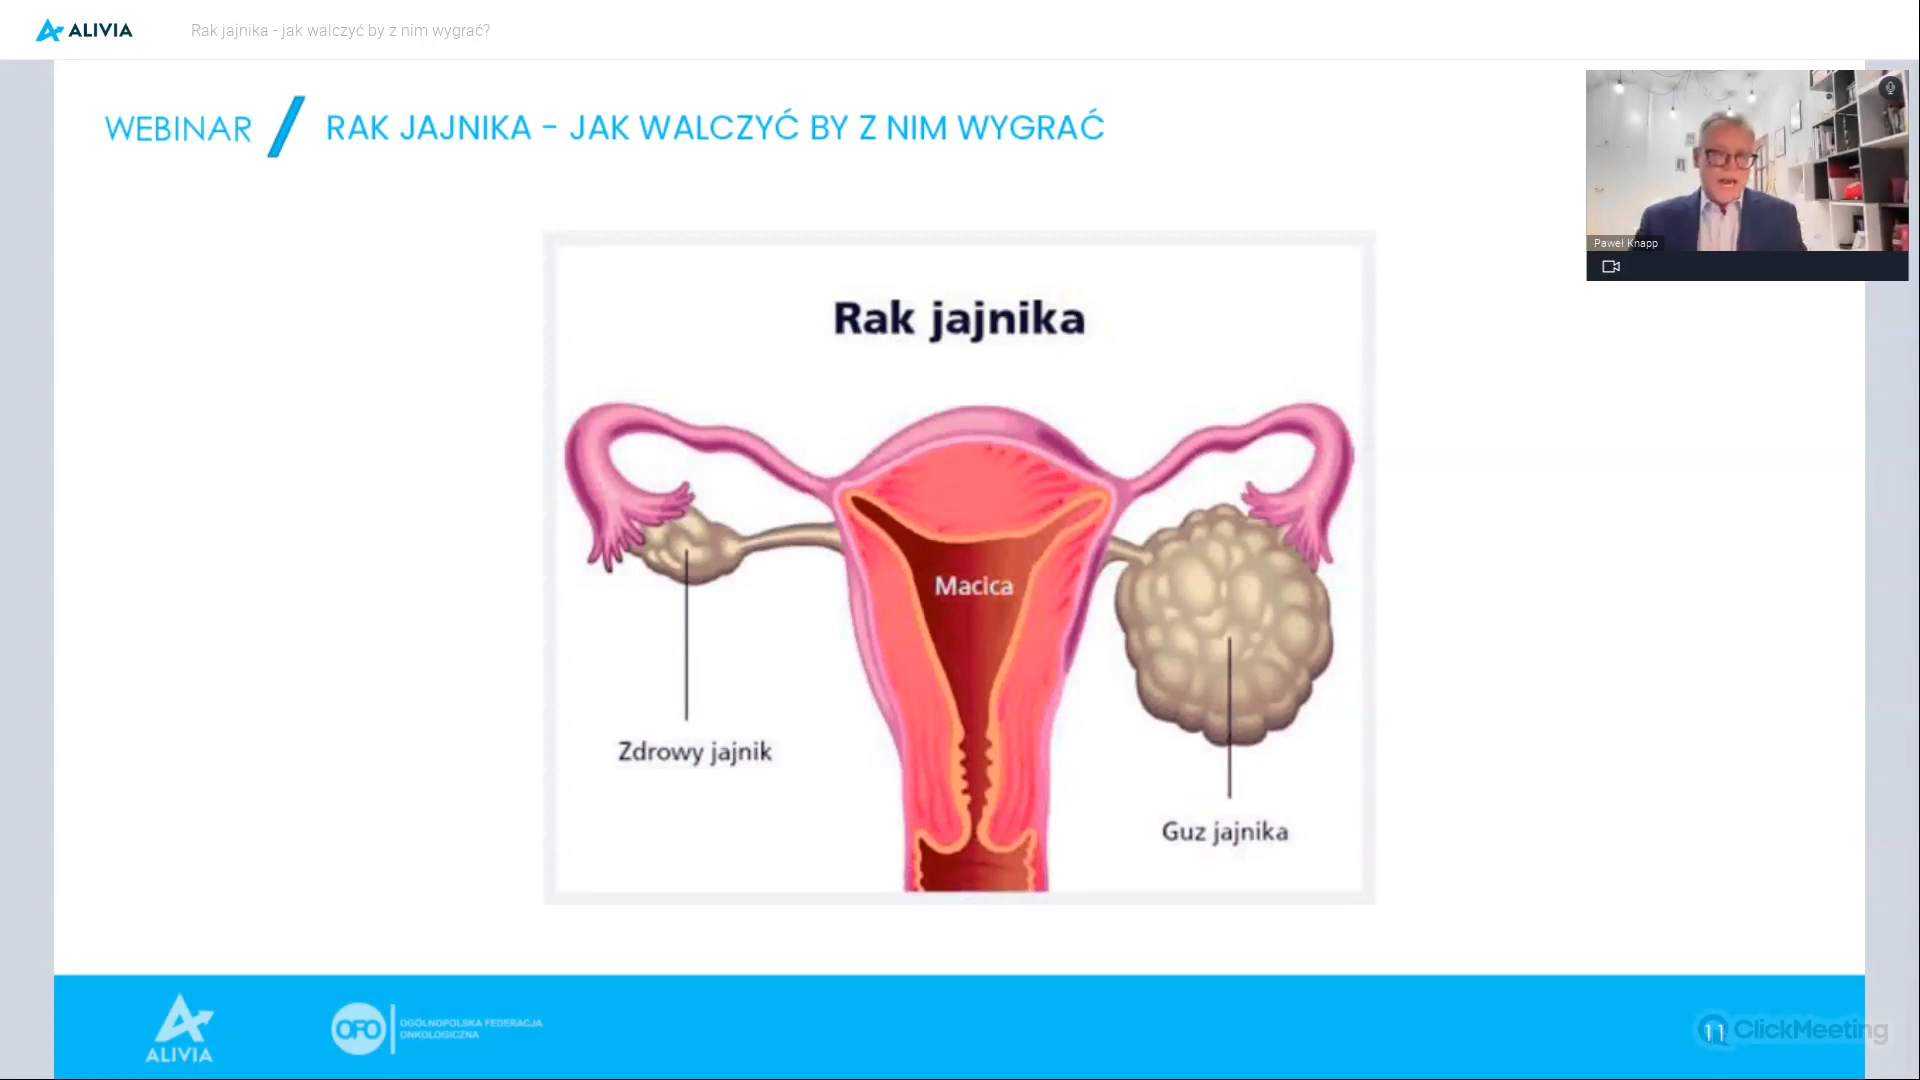 ALIVIA
Rak jajnika - jak walczyć by z nim wygrać?
WEBINAR / RAK JAJNIKA - JAK WALCZYĆ BY Z NIM WYGRAĆ
Paweł Knapp
Rak jajnika
Macica
Zdrowy jajnik
Guz jajnika
ALIVIA
OFO
OGÓLNOPOLSKA FEDERACJA
ONKOLOGICZNA
11
ClickMeeting